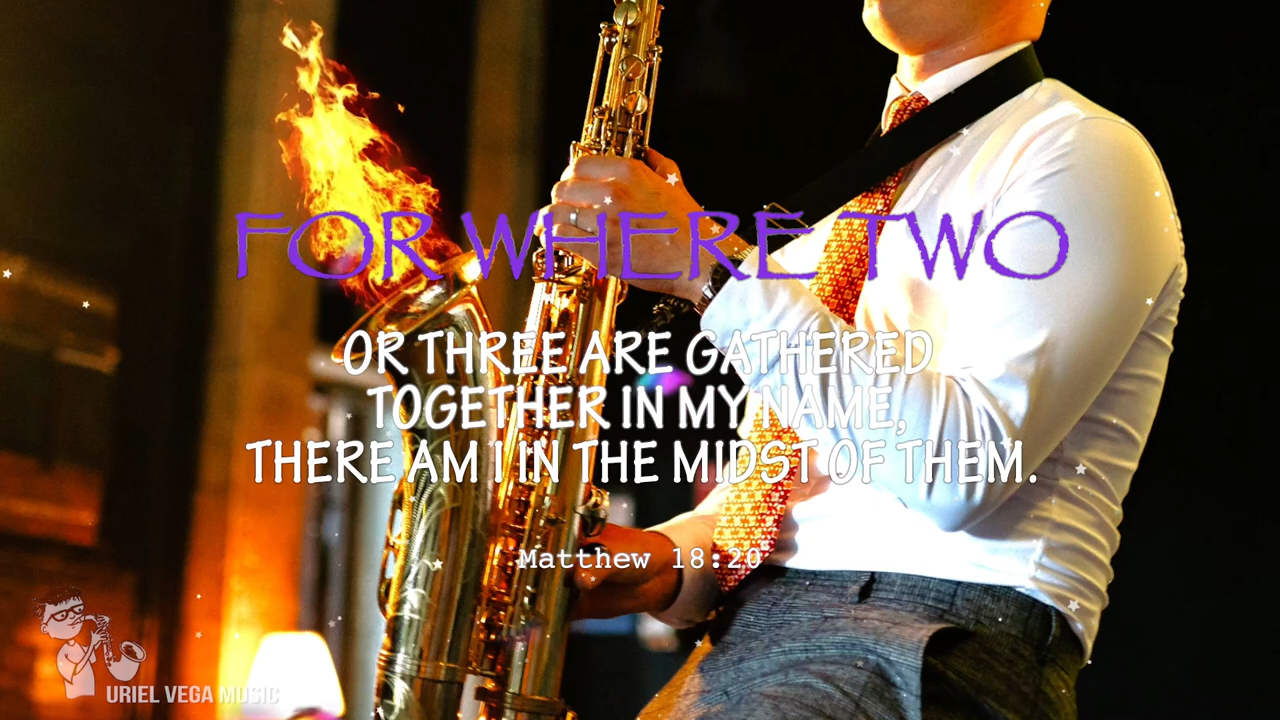 FOR WHERE TWO
OR THREE ARE GATHERED
TOGETHER IN MY NAME,
THERE AM I IN THE MIDST OF THEM.
Matthew 18:20
URIEL VEGA MUSIC